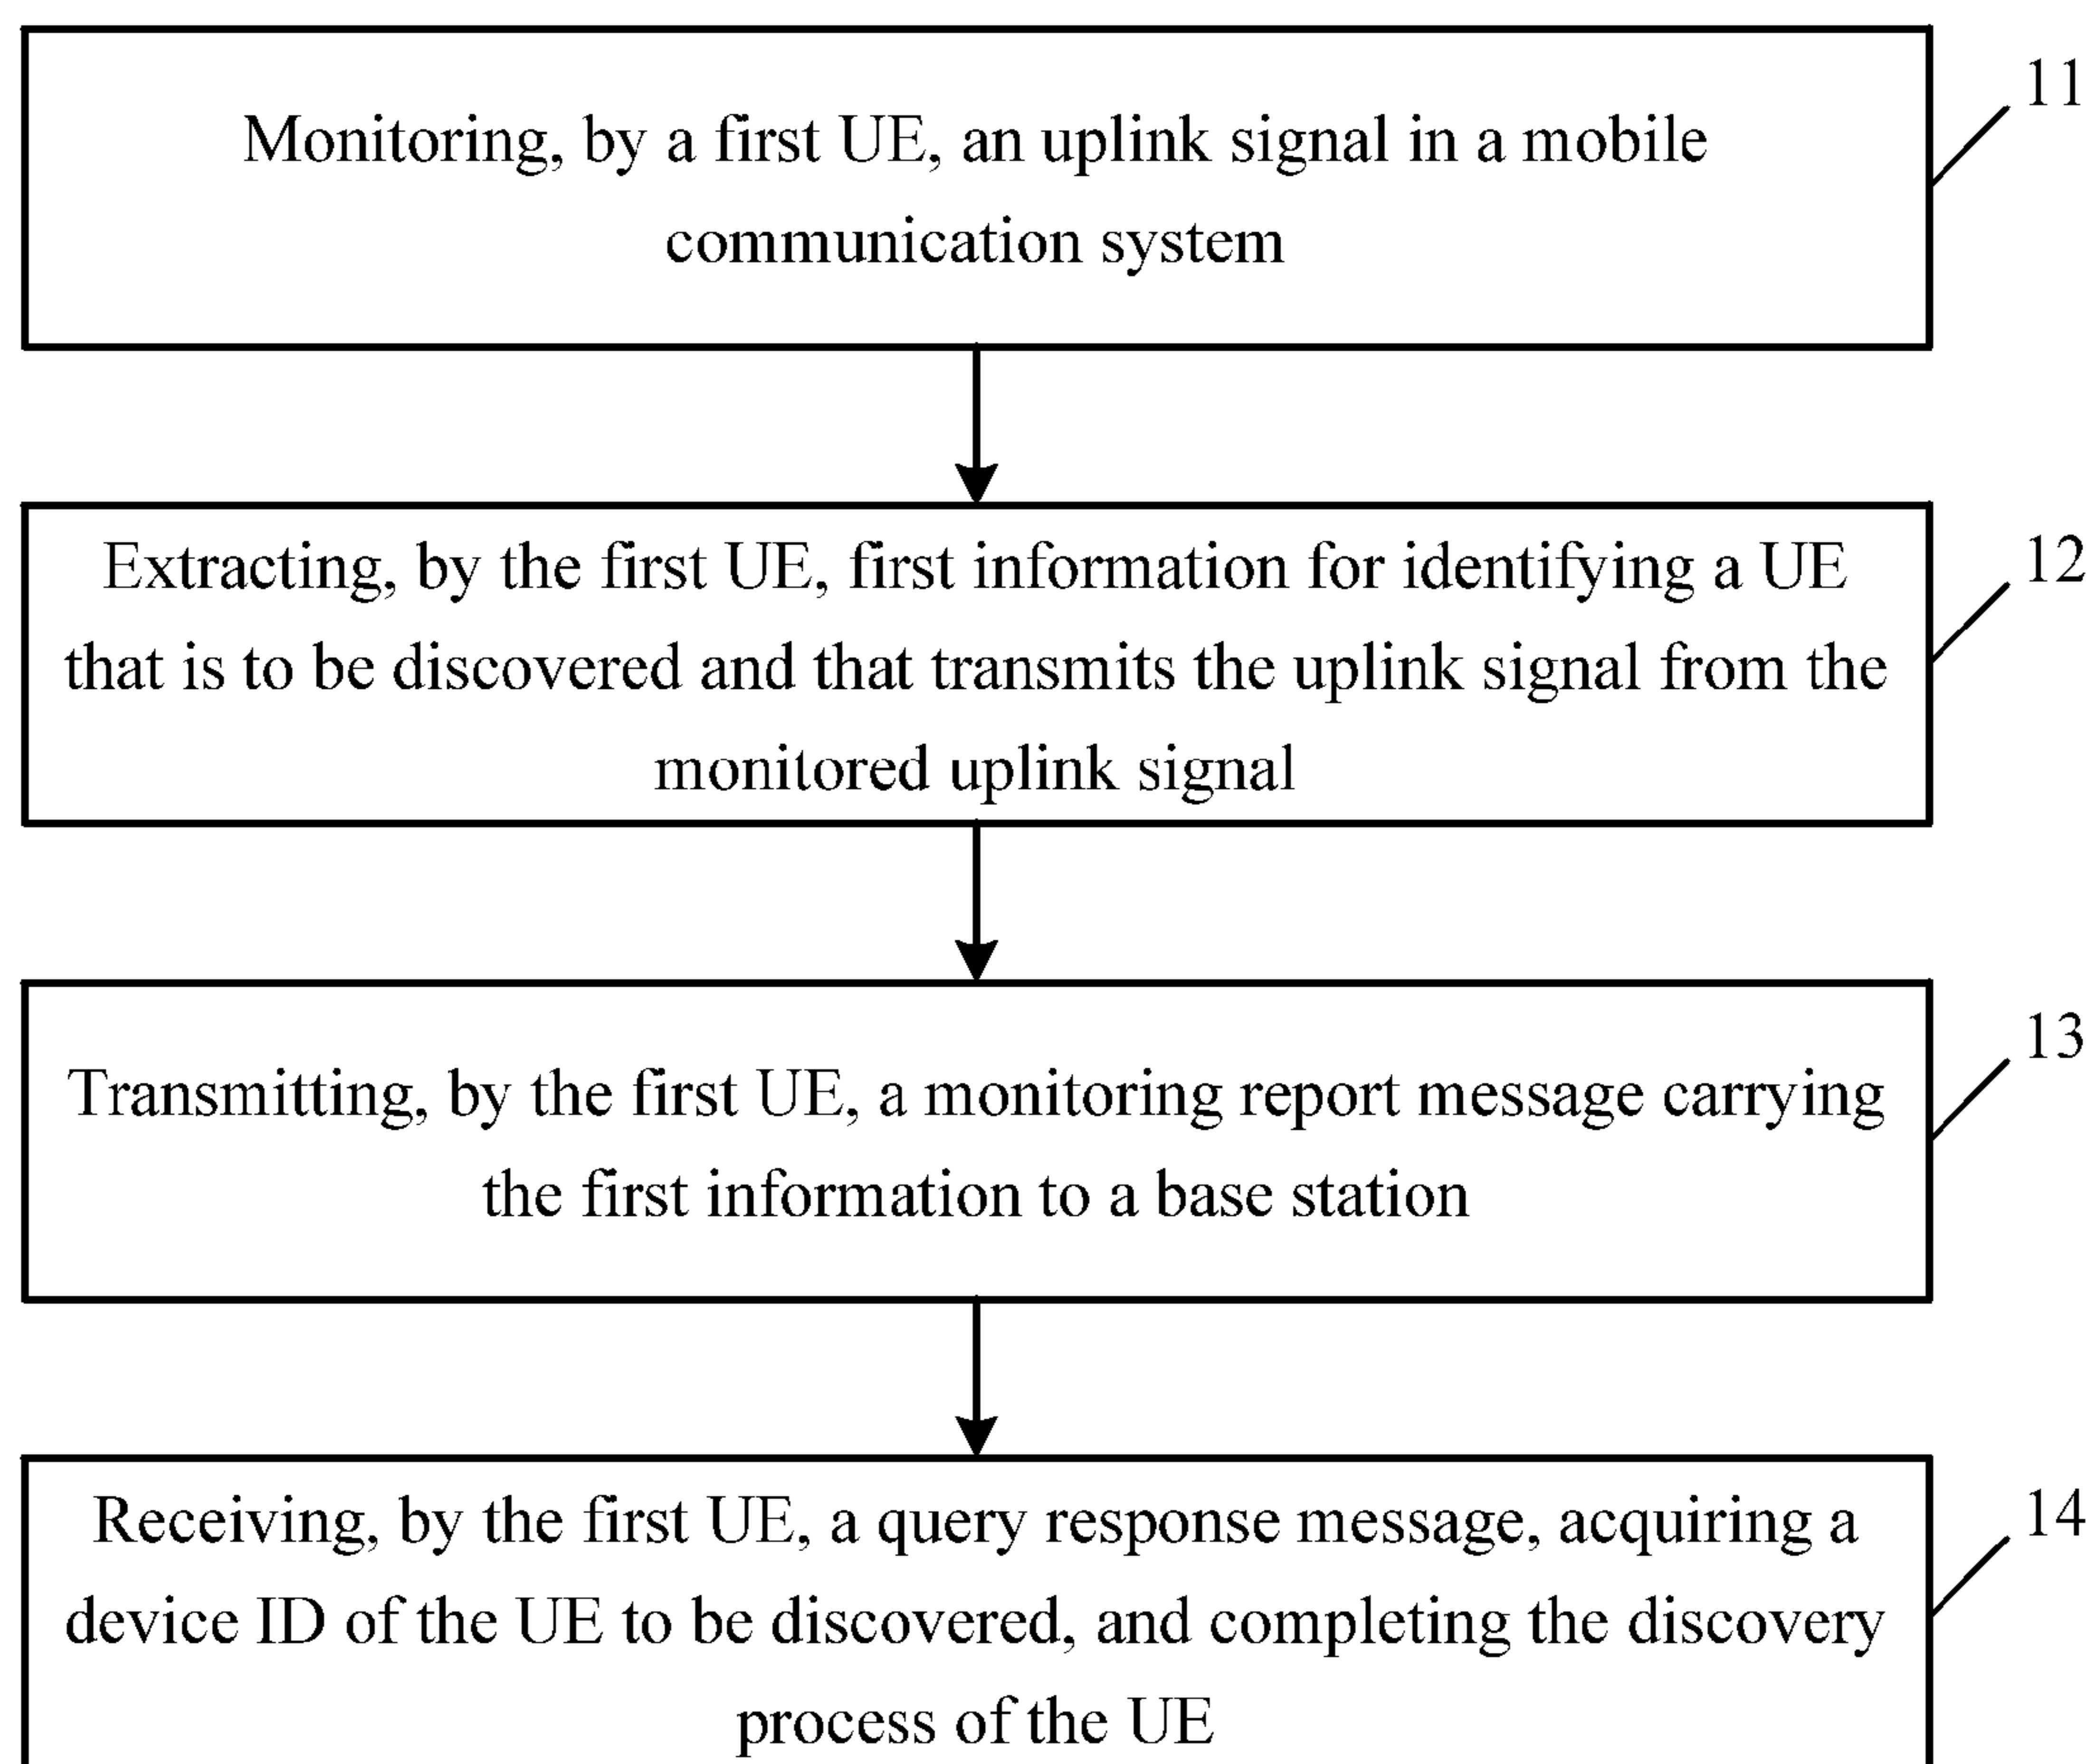 11
Monitoring, by a first UE, an uplink signal in a mobile
communication system
12
Extracting, by the first UE, first information for identifying a UE
that is to be discovered and that transmits the uplink signal from the
monitored uplink signal
13
Transmitting, by the first UE, a monitoring report message carrying
the first information to a base station
14
Receiving, by the first UE, a query response message, acquiring a
device ID of the UE to be discovered, and completing the discovery
process of the UE